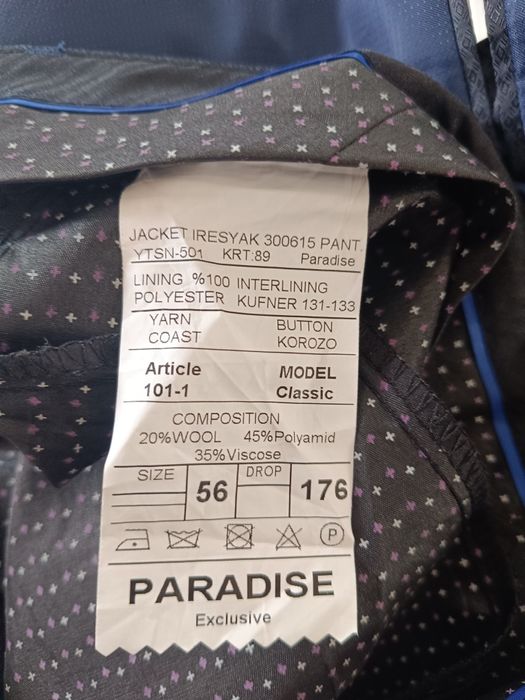 JACKET IRESYAK 300615 PANT.
YTSN-501 KRT:89 Paradise
LINING %100 INTERLINING
POLYESTER KUFNER 131-133
YARN BUTTON
COAST KOROZO
Article MODEL
101-1 Classic
COMPOSITION
20%WOOL 45%Polyamid
35%Viscose
SIZE 56 DROP 176
P
PARADISE
Exclusive